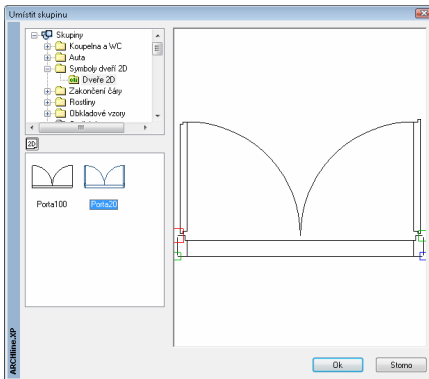 Umístit skupinu
Skupiny
Koupelna a WC
Auta
Symboly dveří 2D
Dveře 2D
Zakončení čáry
Rostliny
Obkladové vzory
2D
Porta100
Porta20
ARCHline.XP
Ok
Storno